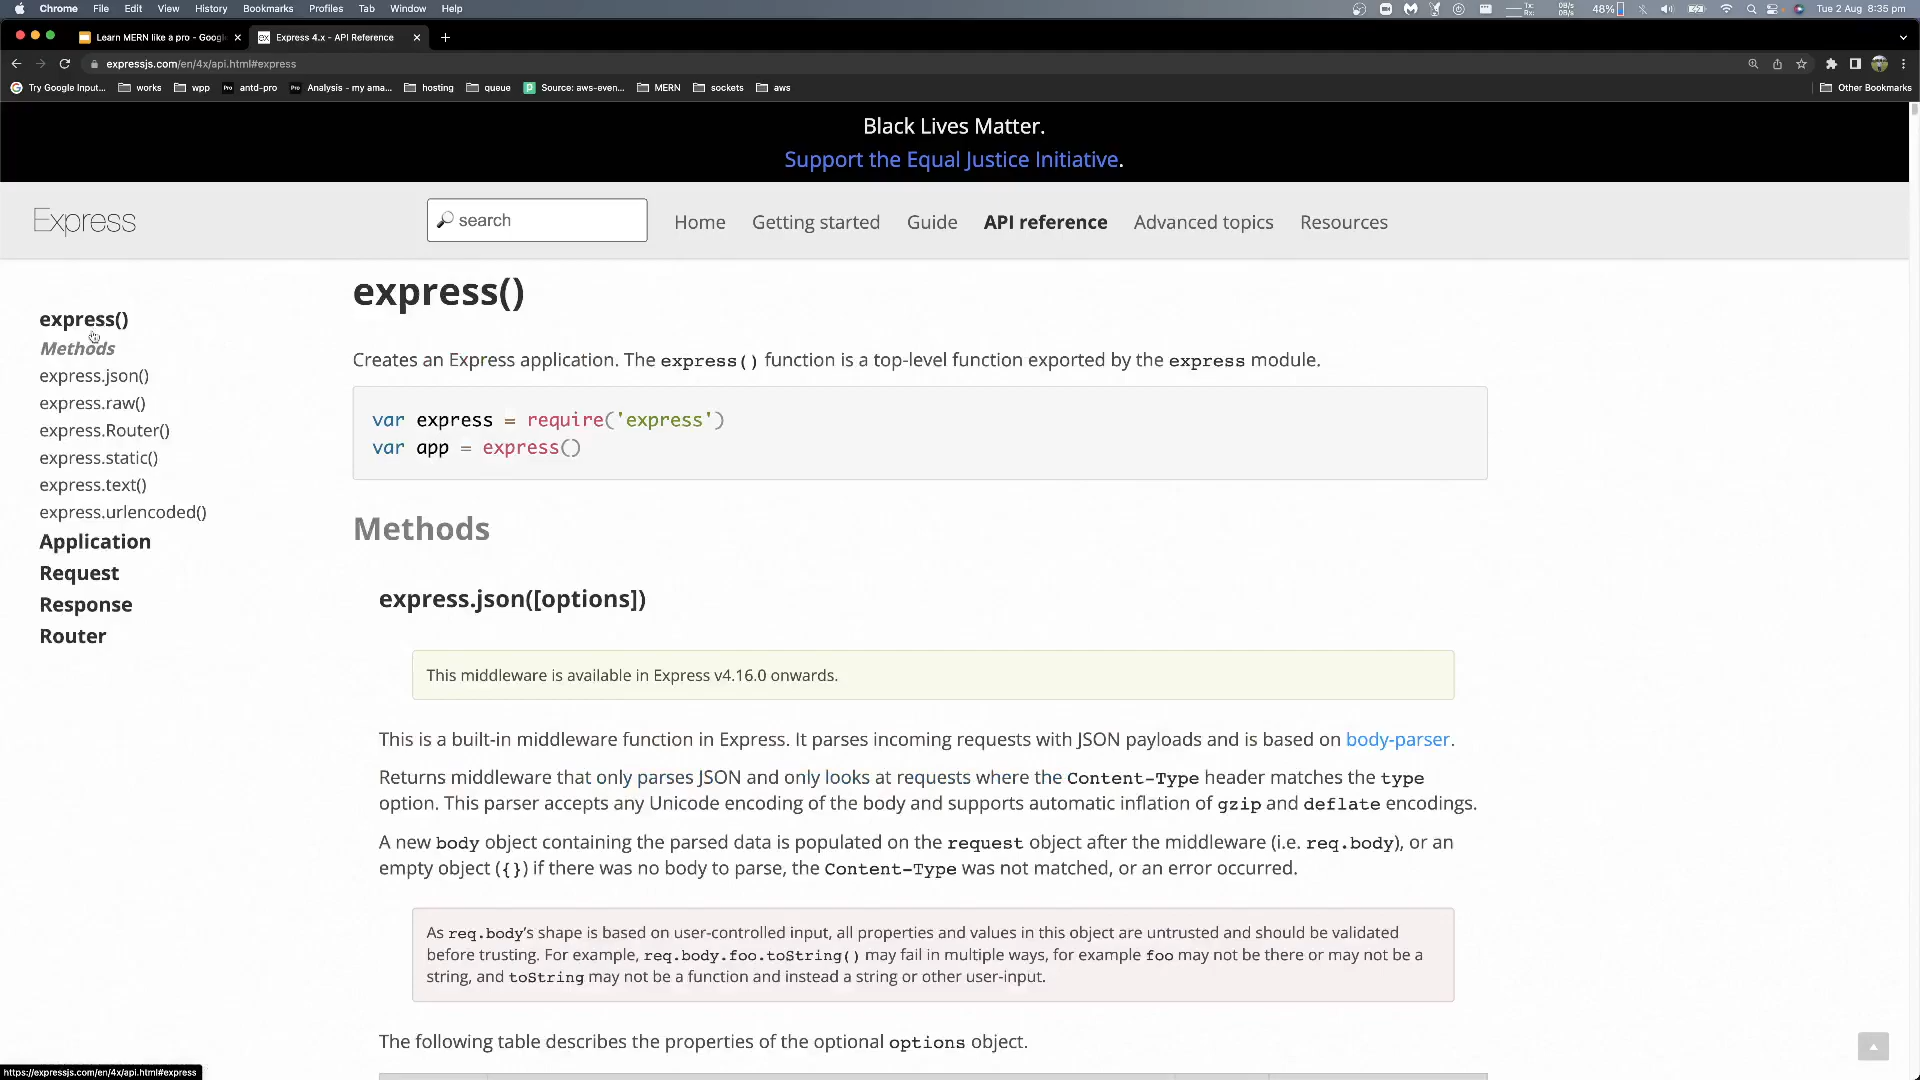 Chrome File Edit View History Bookmarks Profiles Tab Window Help 48% Tue 2 Aug 8:35 pm
Learn MERN like a pro - Googl Express 4.x - API Reference
expressjs.com/en/4x/api.html#express
Try Google Input... works wpp antd-pro Analysis - my ama... hosting queue Source: aws-even... MERN sockets aws Other Bookmarks
Black Lives Matter.
Support the Equal Justice Initiative.
Express search Home Getting started Guide API reference Advanced topics Resources
express()
Methods
express.json()
express.raw()
express.Router()
express.static()
express.text()
express.urlencoded()
Application
Request
Response
Router
express()
Creates an Express application. The express() function is a top-level function exported by the express module.
var express = require('express')
var app = express()
Methods
express.json([options])
This middleware is available in Express v4.16.0 onwards.
This is a built-in middleware function in Express. It parses incoming requests with JSON payloads and is based on body-parser.
Returns middleware that only parses JSON and only looks at requests where the Content-Type header matches the type
option. This parser accepts any Unicode encoding of the body and supports automatic inflation of gzip and deflate encodings.
A new body object containing the parsed data is populated on the request object after the middleware (i.e. req.body), or an
empty object ({}) if there was no body to parse, the Content-Type was not matched, or an error occurred.
As req.body's shape is based on user-controlled input, all properties and values in this object are untrusted and should be validated
before trusting. For example, req.body.foo.toString() may fail in multiple ways, for example foo may not be there or may not be a
string, and toString may not be a function and instead a string or other user-input.
The following table describes the properties of the optional options object.
https://expressjs.com/en/4x/api.html#express